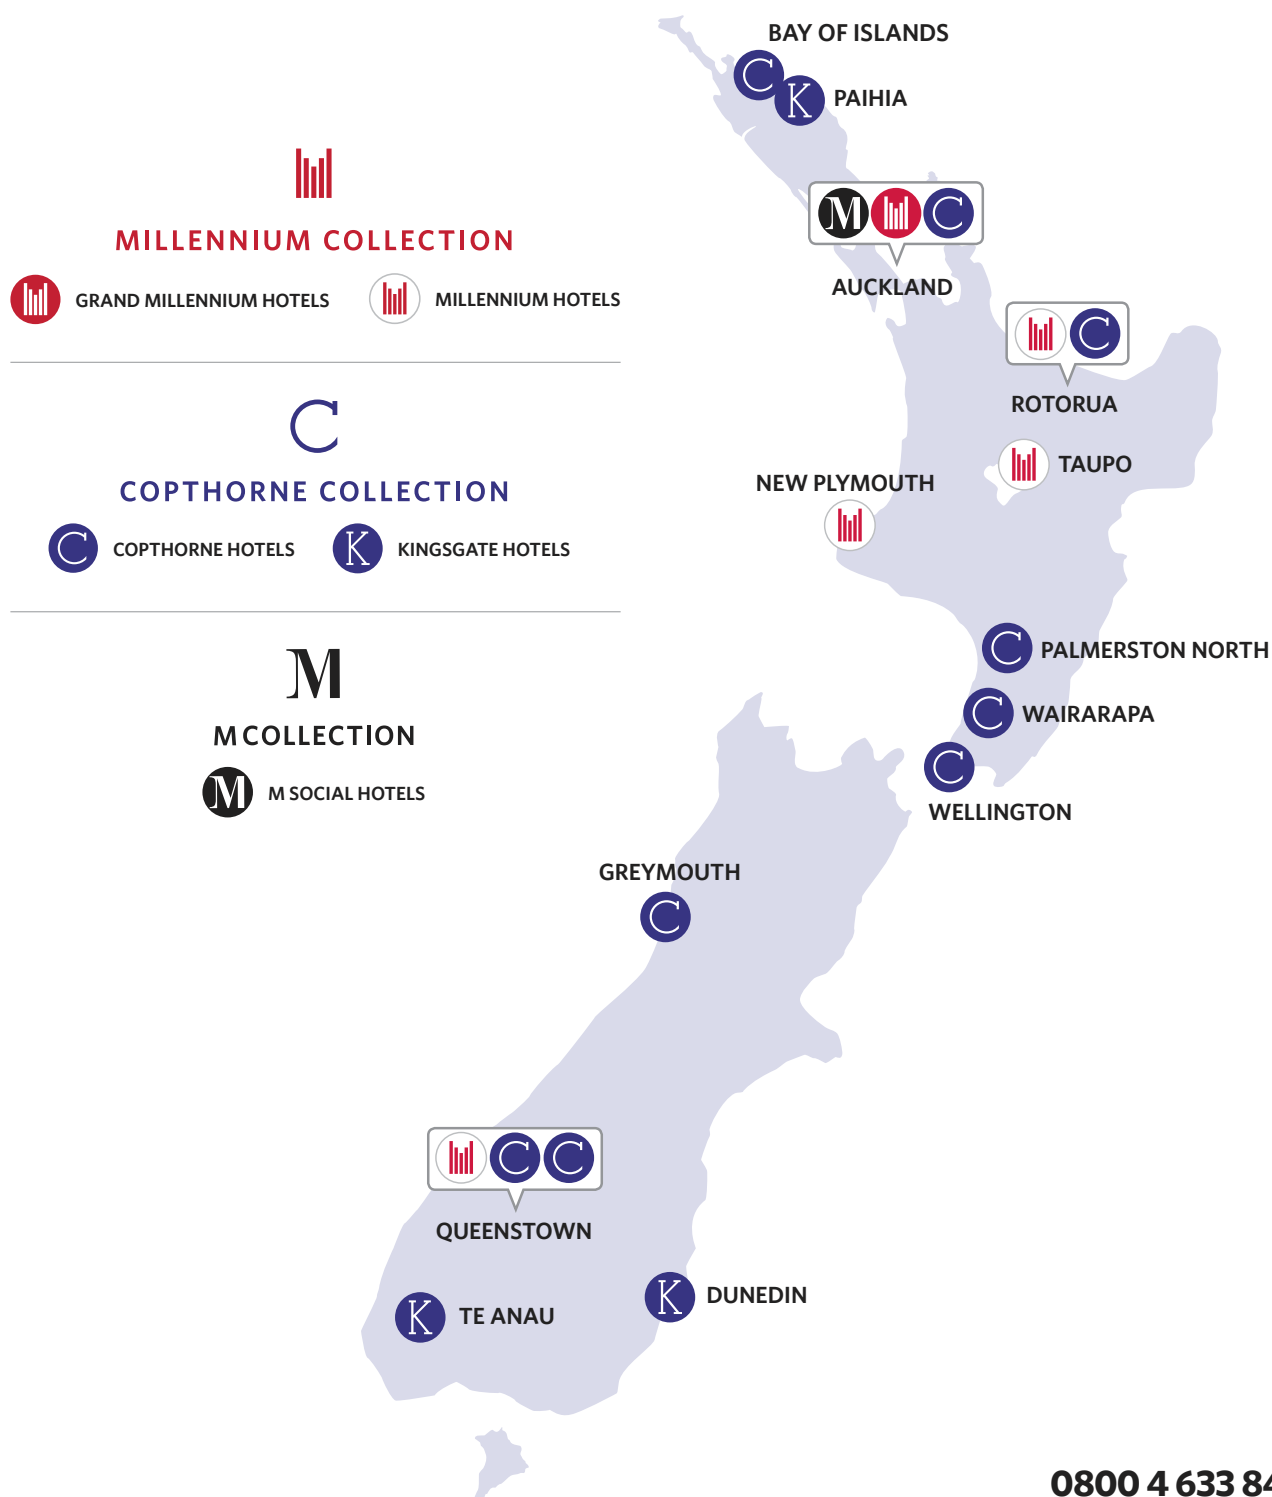 MILLENNIUM COLLECTION
GRAND MILLENNIUM HOTELS
MILLENNIUM HOTELS
C
COPTHORNE COLLECTION
C COPTHORNE HOTELS
K KINGSGATE HOTELS
M
M COLLECTION
M M SOCIAL HOTELS
BAY OF ISLANDS
C
K PAIHIA
M C
AUCKLAND
C
ROTORUA
TAUPO
NEW PLYMOUTH
C PALMERSTON NORTH
C WAIRARAPA
C
WELLINGTON
GREYMOUTH
C
C C
QUEENSTOWN
K DUNEDIN
K TE ANAU
0800 4 633 84